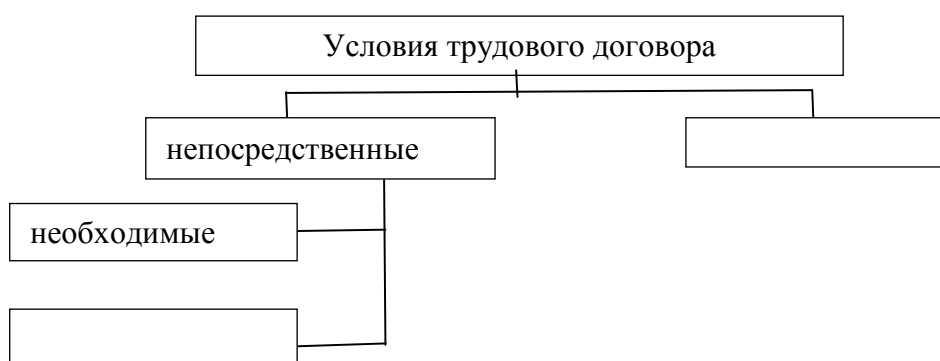 Условия трудового договора
непосредственные
необходимые